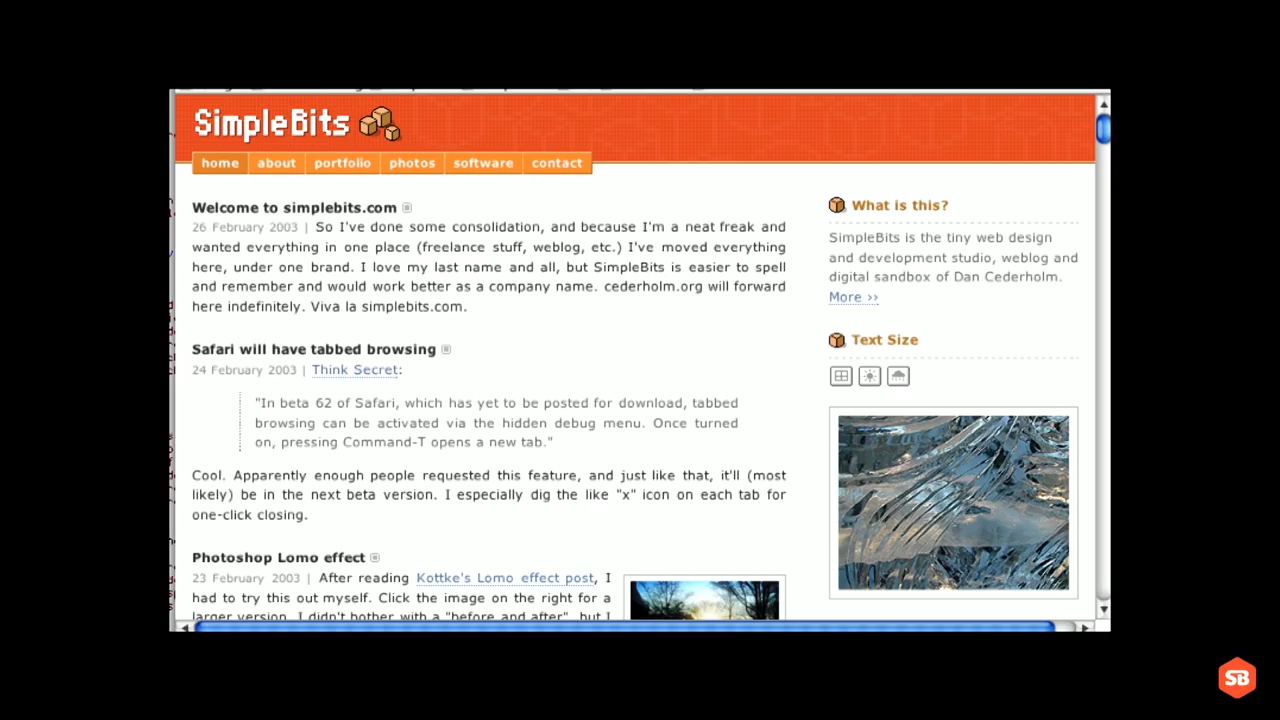 SimpleBits
home about portfolio photos software contact
Welcome to simplebits.com
26 February 2003 | So I've done some consolidation, and because I'm a neat freak and
wanted everything in one place (freelance stuff, weblog, etc.) I've moved everything
here, under one brand. I love my last name and all, but SimpleBits is easier to spell
and remember and would work better as a company name. cederholm.org will forward
here indefinitely. Viva la simplebits.com.
Safari will have tabbed browsing
24 February 2003 | Think Secret:
"In beta 62 of Safari, which has yet to be posted for download, tabbed
browsing can be activated via the hidden debug menu. Once turned
on, pressing Command-T opens a new tab."
Cool. Apparently enough people requested this feature, and just like that, it'll (most
likely) be in the next beta version. I especially dig the like "x" icon on each tab for
one-click closing.
Photoshop Lomo effect
23 February 2003 | After reading Kottke's Lomo effect post, I
had to try this out myself. Click the image on the right for a
larger version. I didn't bother with a "before and after", but I
What is this?
SimpleBits is the tiny web design
and development studio, weblog and
digital sandbox of Dan Cederholm.
More >>
Text Size
SB